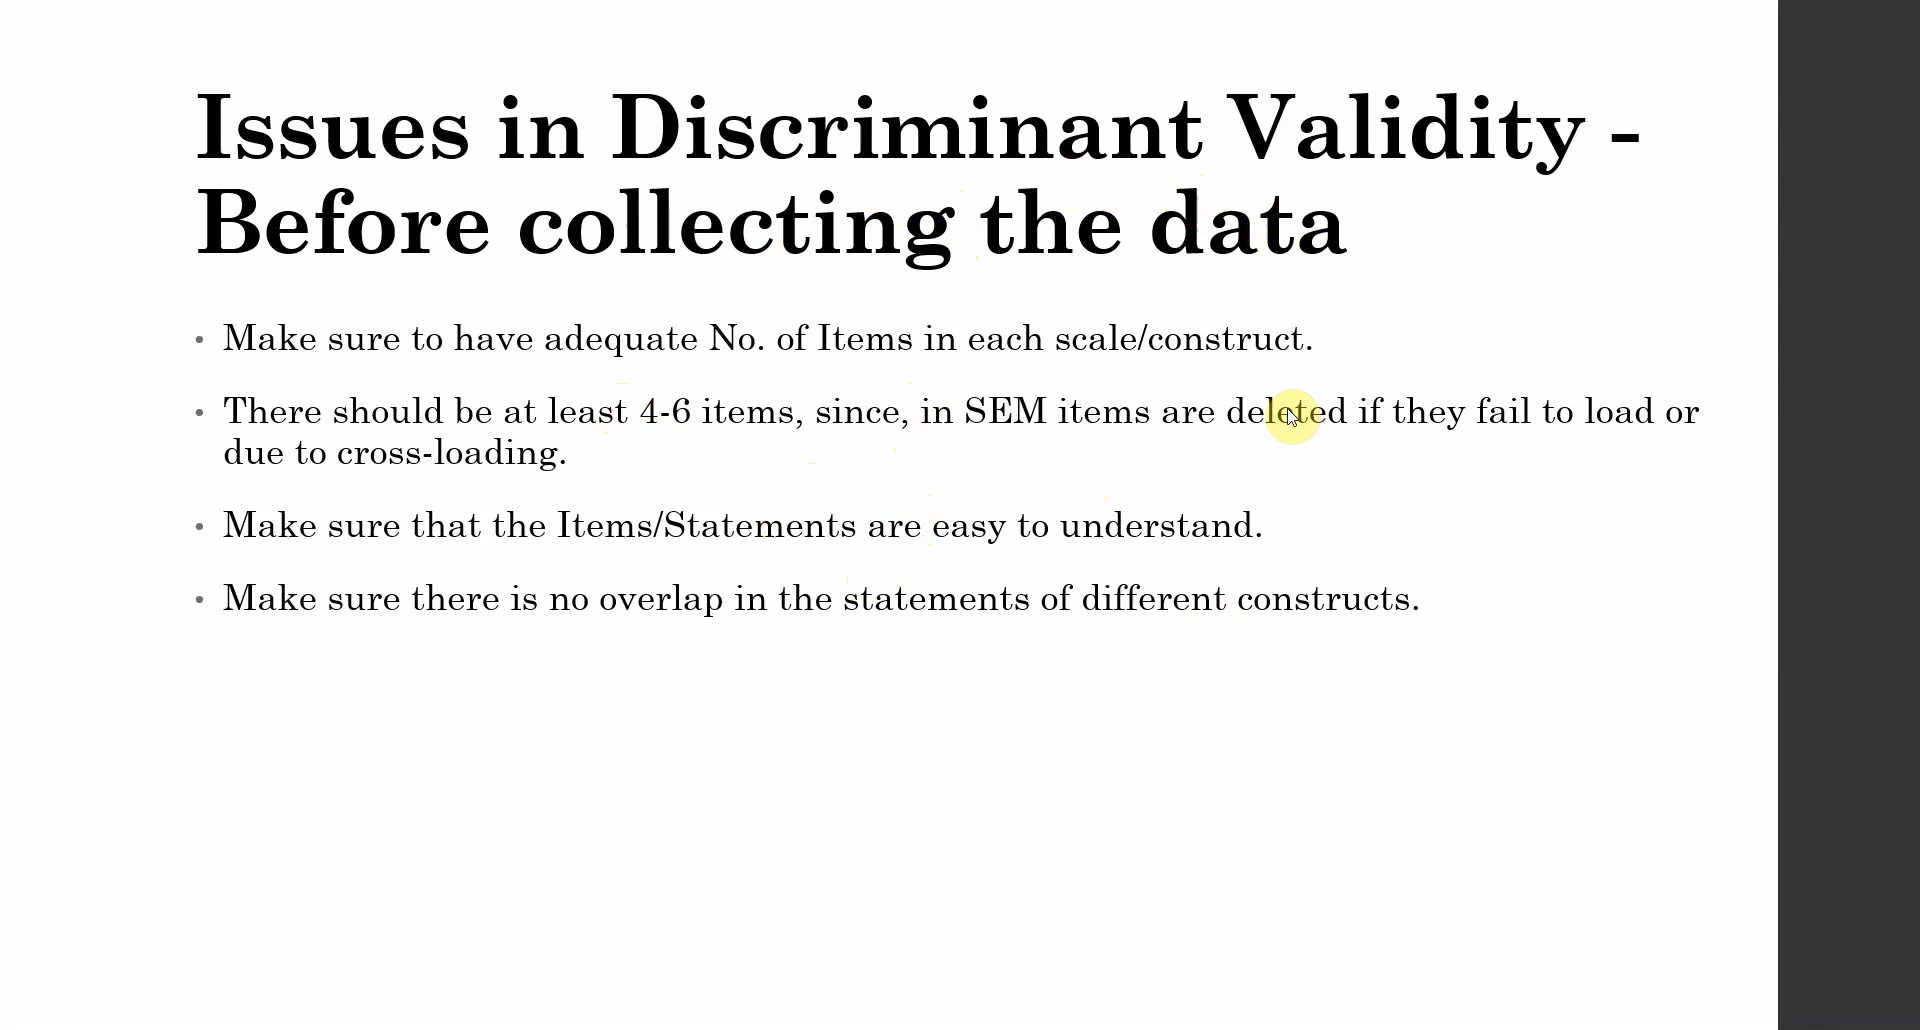 Issues in Discriminant Validity -
Before collecting the data
• Make sure to have adequate No. of Items in each scale/construct.
• There should be at least 4-6 items, since, in SEM items are deleted if they fail to load or
due to cross-loading.
• Make sure that the Items/Statements are easy to understand.
• Make sure there is no overlap in the statements of different constructs.